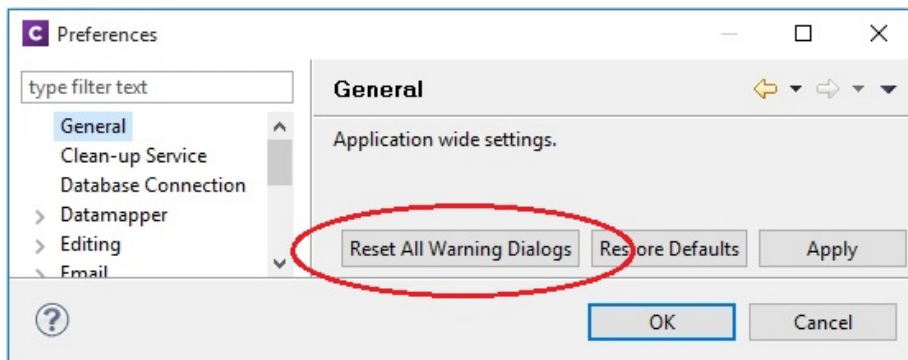 C Preferences
type filter text
General
Clean-up Service
Database Connection
Datamapper
Editing
Email
General
Application wide settings.
Reset All Warning Dialogs
Restore Defaults
Apply
?
OK
Cancel